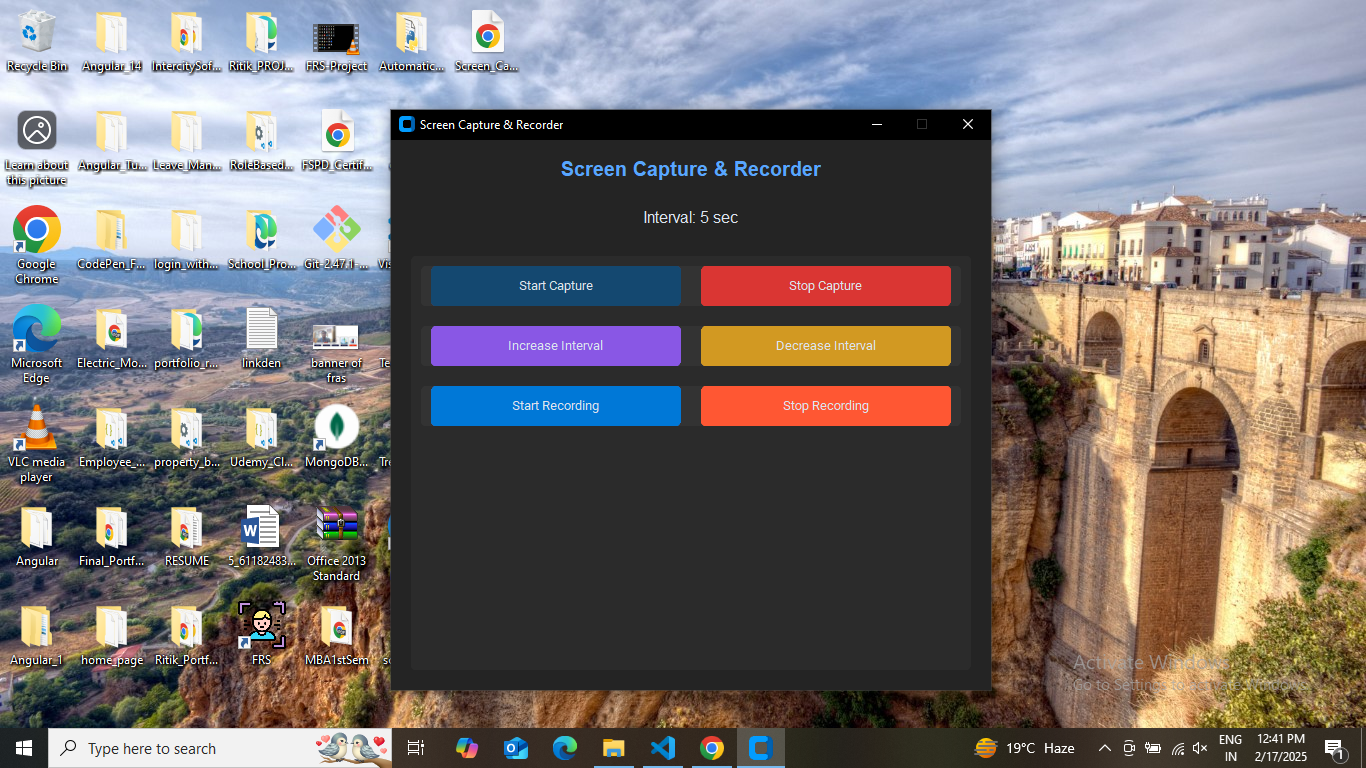 Recycle Bin
Angular_14
IntercitySof...
Ritik_PROJ...
FRS-Project
Automatic...
Screen_Ca...
Learn about
this picture
Angular_Tu...
Leave_Man...
RoleBased...
FSPD_Certif...
Google
Chrome
CodePen_F...
login_with...
School_Pro...
Git-2.47.1-...
Microsoft
Edge
Electric_Mo...
portfolio_r...
linkden
banner of
fras
VLC media
player
Employee_...
property_b...
Udemy_Cl...
MongoDB...
Angular
Final_Portf...
RESUME
5_61182483...
Office 2013
Standard
Angular_1
home_page
Ritik_Portf...
FRS
MBA1stSem
Screen Capture & Recorder
Screen Capture & Recorder
Interval: 5 sec
Start Capture
Stop Capture
Increase Interval
Decrease Interval
Start Recording
Stop Recording
Activate Windows
Go to Settings to activate Windows.
Type here to search
19°C Haze
ENG
IN
12:41 PM
2/17/2025
1